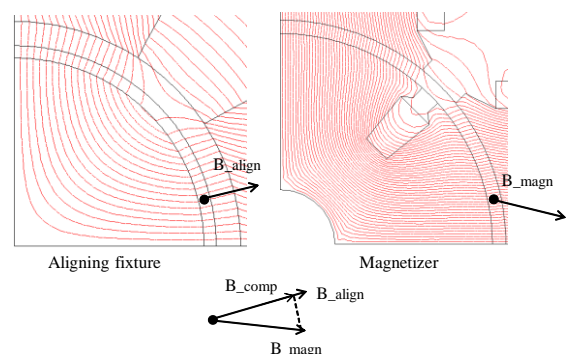 B_align
B_magn
Aligning fixture
Magnetizer
B_comp
B_align
B_magn